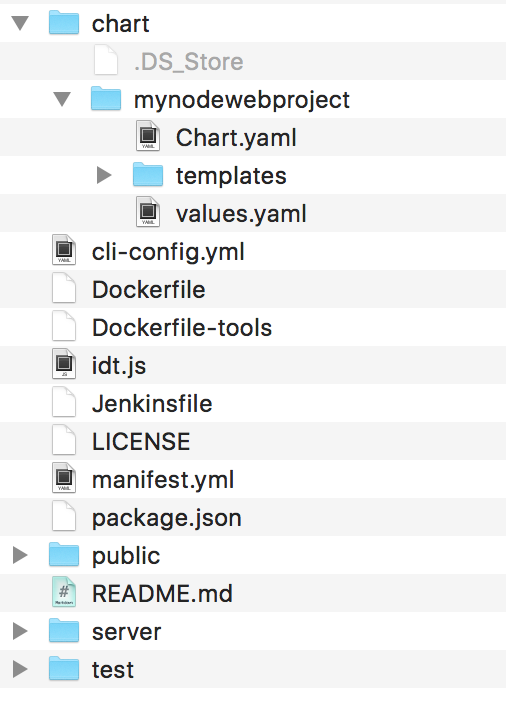 chart
.DS_Store
mynodewebproject
YAML
Chart.yaml
templates
YAML
values.yaml
YAML
cli-config.yml
Dockerfile
Dockerfile-tools
JS
idt.js
Jenkinsfile
LICENSE
YAML
manifest.yml
package.json
public
#
Markdown
README.md
server
test